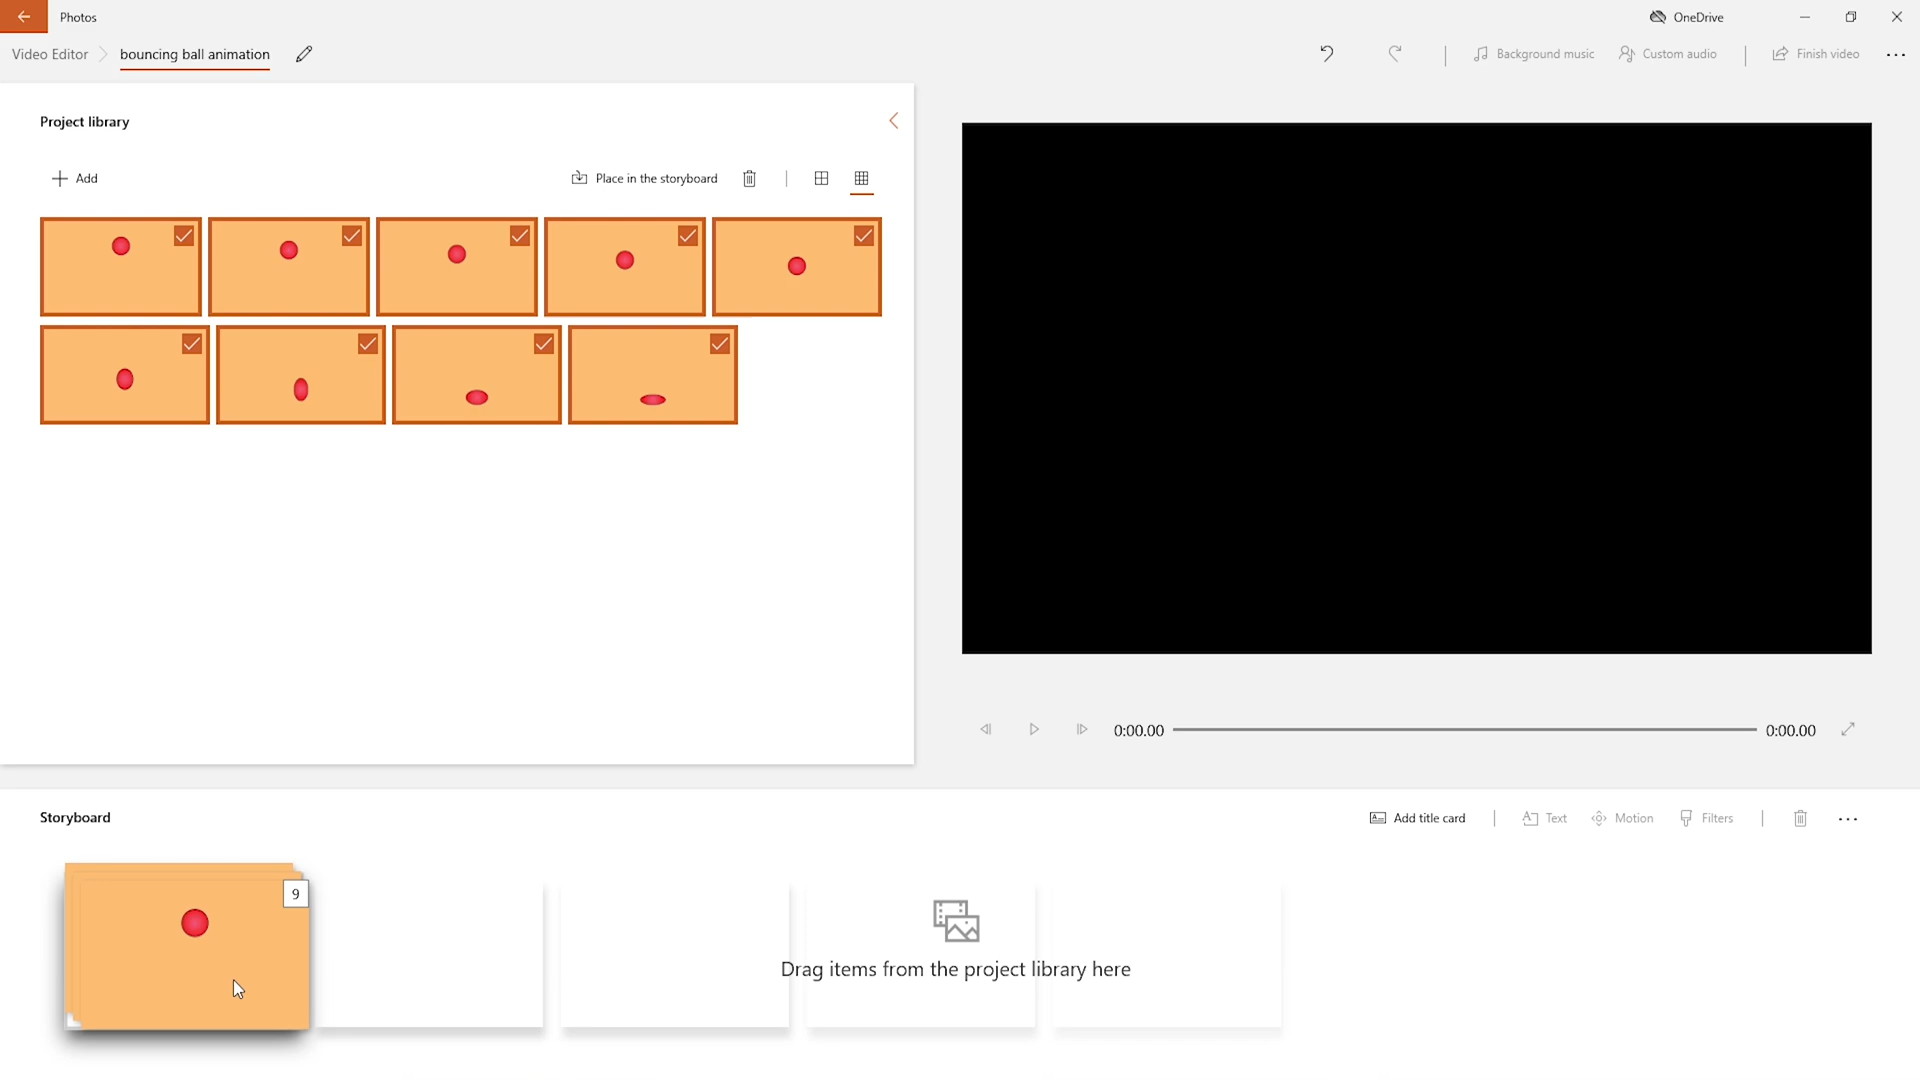 Photos
OneDrive
Video Editor
bouncing ball animation
Background music
Custom audio
Finish video
Project library
Add
Place in the storyboard
0:00.00
0:00.00
Storyboard
Add title card
Text
Motion
Filters
9
Drag items from the project library here